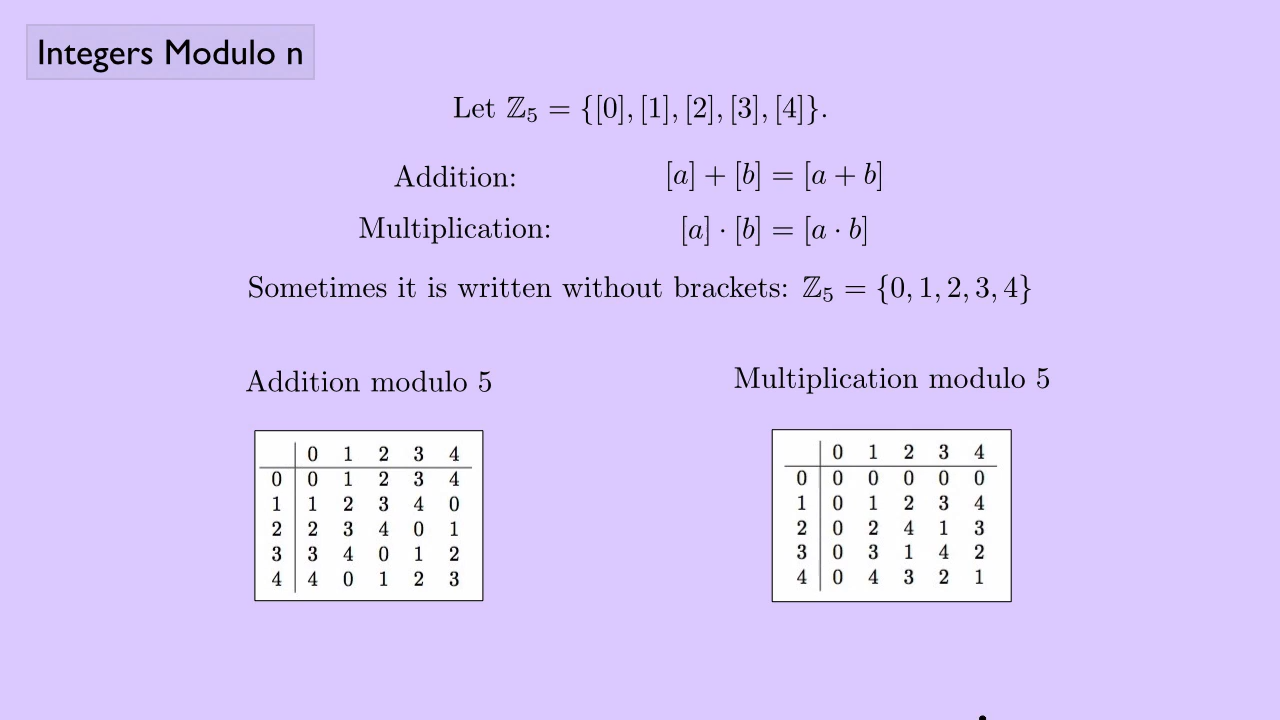 Integers Modulo n
Let ℤ₅ = {[0], [1], [2], [3], [4]}.
Addition: [a] + [b] = [a + b]
Multiplication: [a] · [b] = [a · b]
Sometimes it is written without brackets: ℤ₅ = {0, 1, 2, 3, 4}
Addition modulo 5
0 1 2 3 4
0 0 1 2 3 4
1 1 2 3 4 0
2 2 3 4 0 1
3 3 4 0 1 2
4 4 0 1 2 3
Multiplication modulo 5
0 1 2 3 4
0 0 0 0 0 0
1 0 1 2 3 4
2 0 2 4 1 3
3 0 3 1 4 2
4 0 4 3 2 1